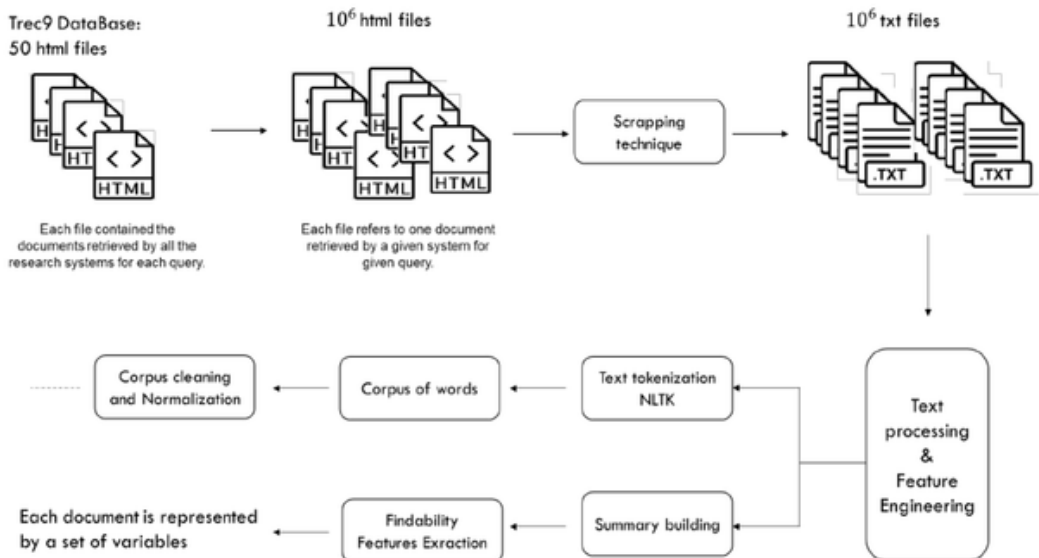 Trec9 DataBase:
50 html files
10⁶ html files
10⁶ txt files
H
H
HT
HTML
H
H
HT
HTML
HTML
Scrapping
technique
.TXT
.TXT
Each file contained the
documents retrieved by all the
research systems for each query.
Each file refers to one document
retrieved by a given system for
given query.
Corpus cleaning
and Normalization
Corpus of words
Text tokenization
NLTK
Text
processing
&
Feature
Engineering
Each document is represented
by a set of variables
Findability
Features Exraction
Summary building